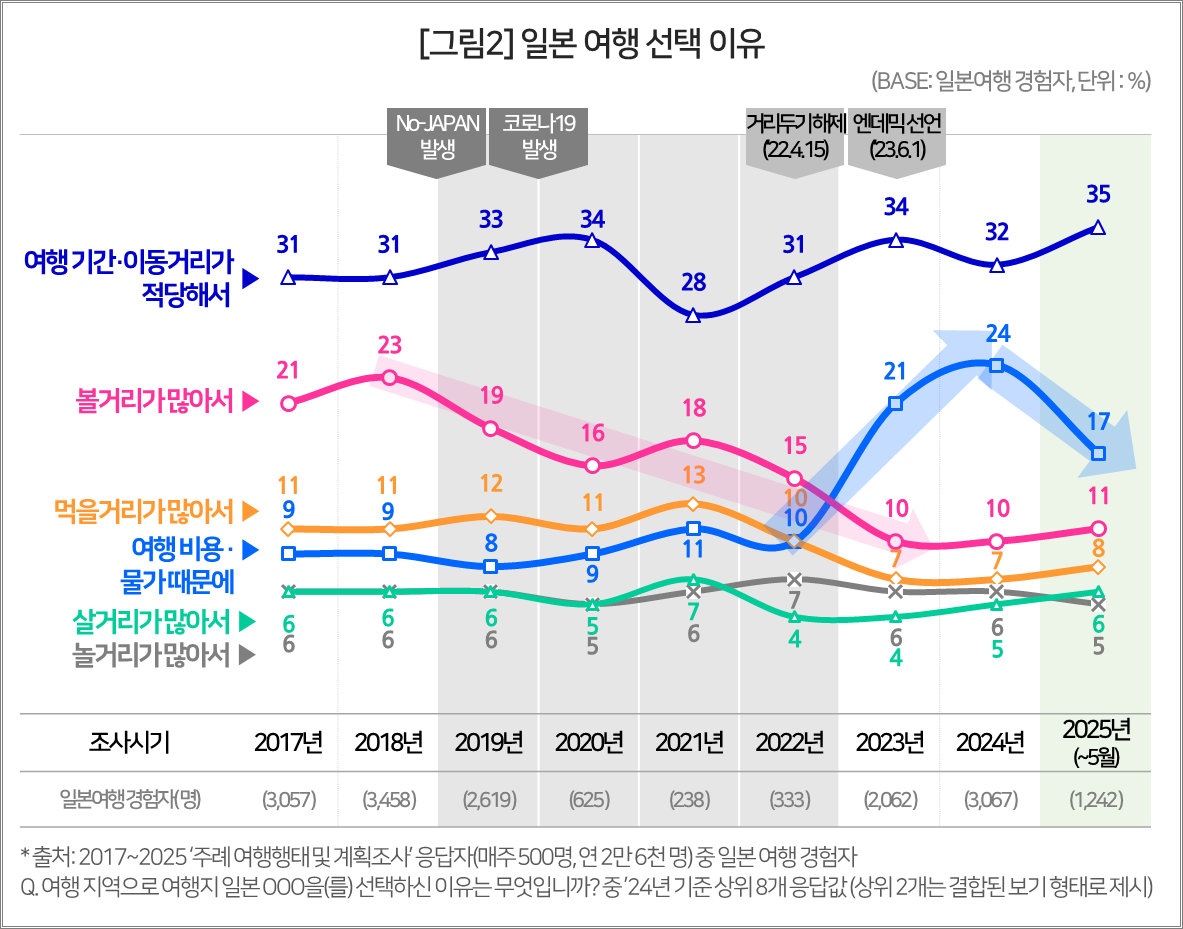 [그림2] 일본 여행 선택 이유
(BASE: 일본여행 경험자, 단위 : %)
No-JAPAN 발생
코로나19 발생
거리두기 해제 ('22.4.15)
엔데믹 선언 ('23.6.1)
여행 기간·이동거리가 적당해서 ▶ 31 31 33 34 28 31 34 32 35
볼거리가 많아서 ▶ 21 23 19 16 18 15 10 10 11
먹을거리가 많아서 ▶ 11 11 12 11 13 10 7 7 8
여행 비용·물가 때문에 ▶ 9 9 8 9 11 10 21 24 17
살거리가 많아서 ▶ 6 6 6 5 7 4 4 5 6
놀거리가 많아서 ▶ 6 6 6 5 6 7 6 6 5
조사시기 2017년 2018년 2019년 2020년 2021년 2022년 2023년 2024년 2025년 (~5월)
일본여행 경험자(명) (3,057) (3,458) (2,619) (625) (238) (333) (2,062) (3,067) (1,242)
* 출처 : 2017~2025 '주례 여행행태 및 계획조사' 응답자(매주 500명, 연 2만 6천 명) 중 일본 여행 경험자
Q. 여행 지역으로 여행지 일본 OOO을(를) 선택하신 이유는 무엇입니까? 중 '24년 기준 상위 8개 응답값 (상위 2개는 결합된 보기 형태로 제시)